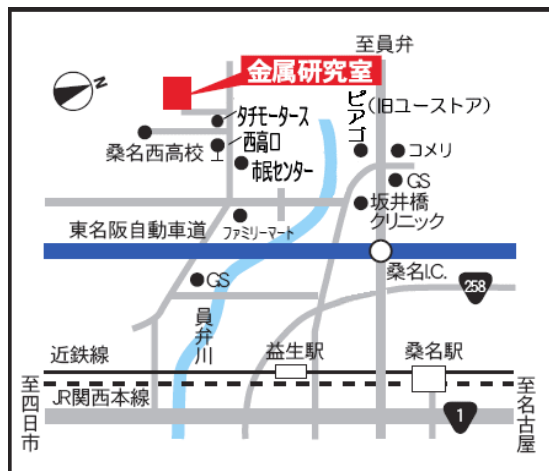 至員弁
N
金属研究室
ピアゴ
(旧ユーストア)
タチモータース
西高口
桑名西高校
市民センター
コメリ
GS
坂井橋
クリニック
東名阪自動車道
ファミリーマート
桑名I.C.
GS
258
員弁川
益生駅
桑名駅
近鉄線
JR関西本線
至四日市
至名古屋
1